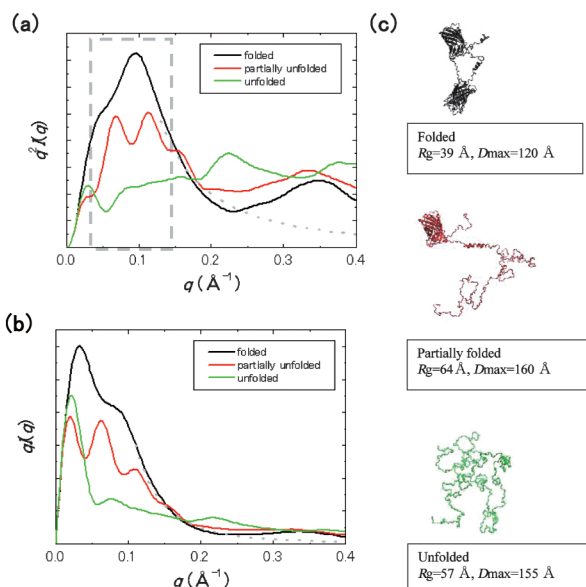 (a)
q²I(q)
folded
partially unfolded
unfolded
0.0
0.1
0.2
0.3
0.4
q (Å⁻¹)
(b)
qI(q)
folded
partially unfolded
unfolded
0.0
0.1
0.2
0.3
0.4
q (Å⁻¹)
(c)
Folded
Rg=39 Å, Dmax=120 Å
Partially folded
Rg=64 Å, Dmax=160 Å
Unfolded
Rg=57 Å, Dmax=155 Å